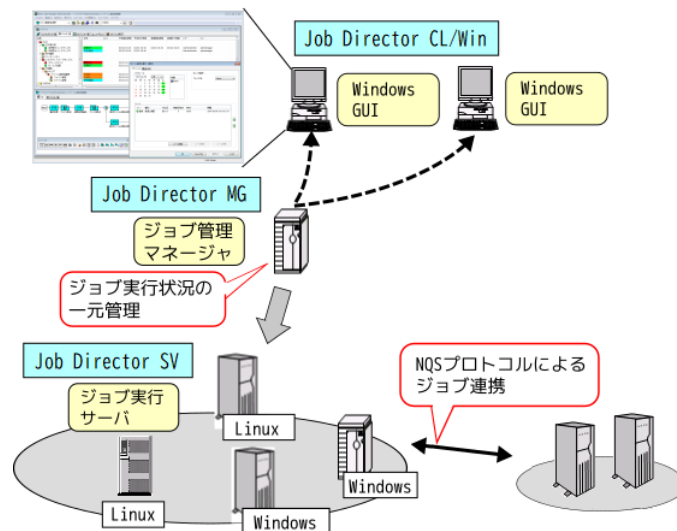 Job Director CL/Win
Windows
GUI
Windows
GUI
Job Director MG
ジョブ管理
マネージャ
ジョブ実行状況の
一元管理
Job Director SV
ジョブ実行
サーバ
NQSプロトコルによる
ジョブ連携
Linux
Windows
Linux
Windows